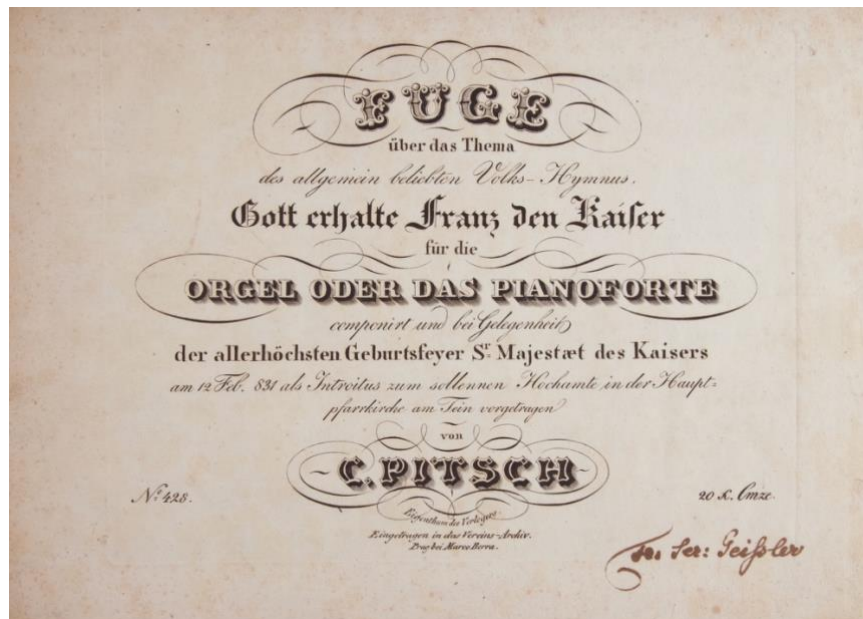 FUGE
über das Thema
des allgemein beliebten Volks-Hymnus.
Gott erhalte Franz den Kaiser
für die
ORGEL ODER DAS PIANOFORTE
componirt und bei Gelegenheit
der allerhöchsten Geburtsfeyer Sr. Majestæt des Kaisers
am 12 Feb. 831 als Introitus zum sollennen Hochamte in der Haupt=
pfarrkirche am Tein vorgetragen
von
C. PITSCH
No. 428.
20 x. Cmze.
Eigenthum des Verlegers.
Eingetragen in das Vereins-Archiv.
Prag bei Marco Berra.
Fr. Ser: Geißler